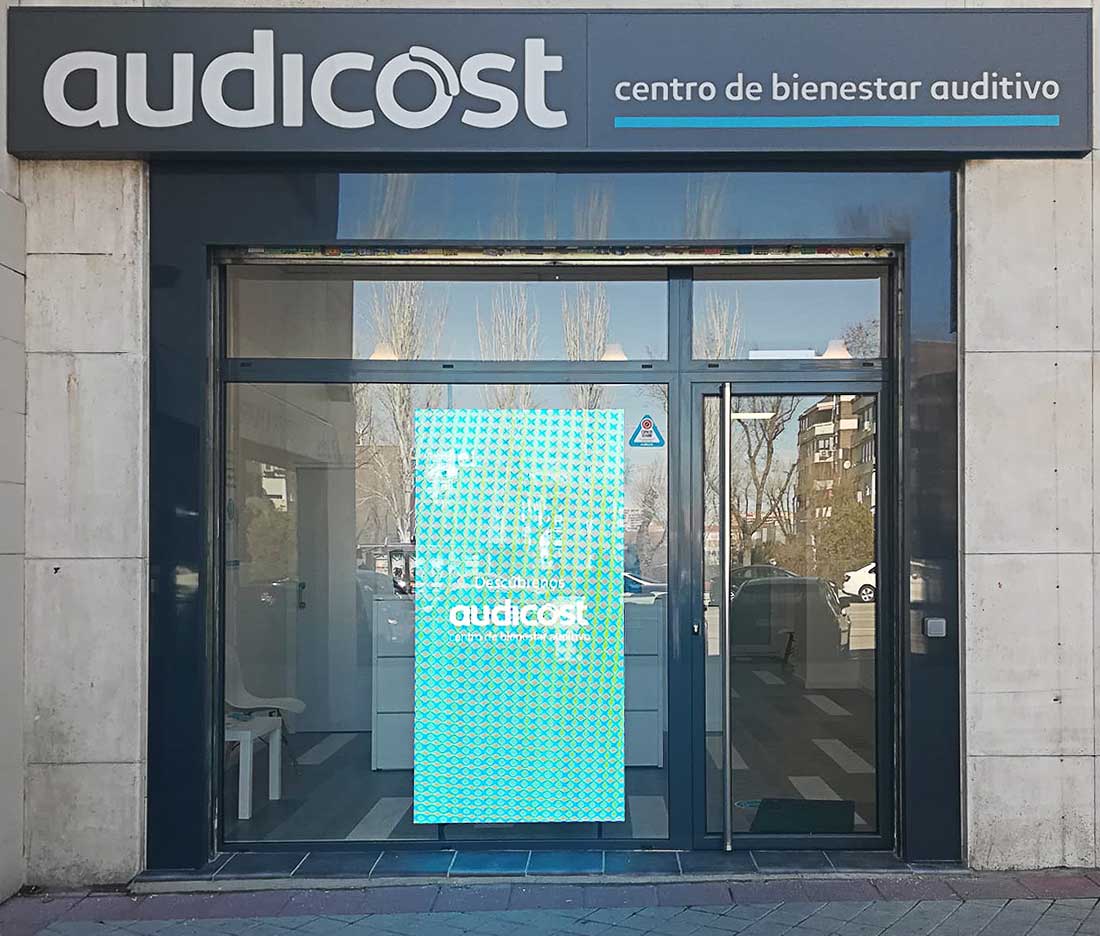 audicost
centro de bienestar auditivo
Descúbrenos
audicost
Centro de bienestar auditivo